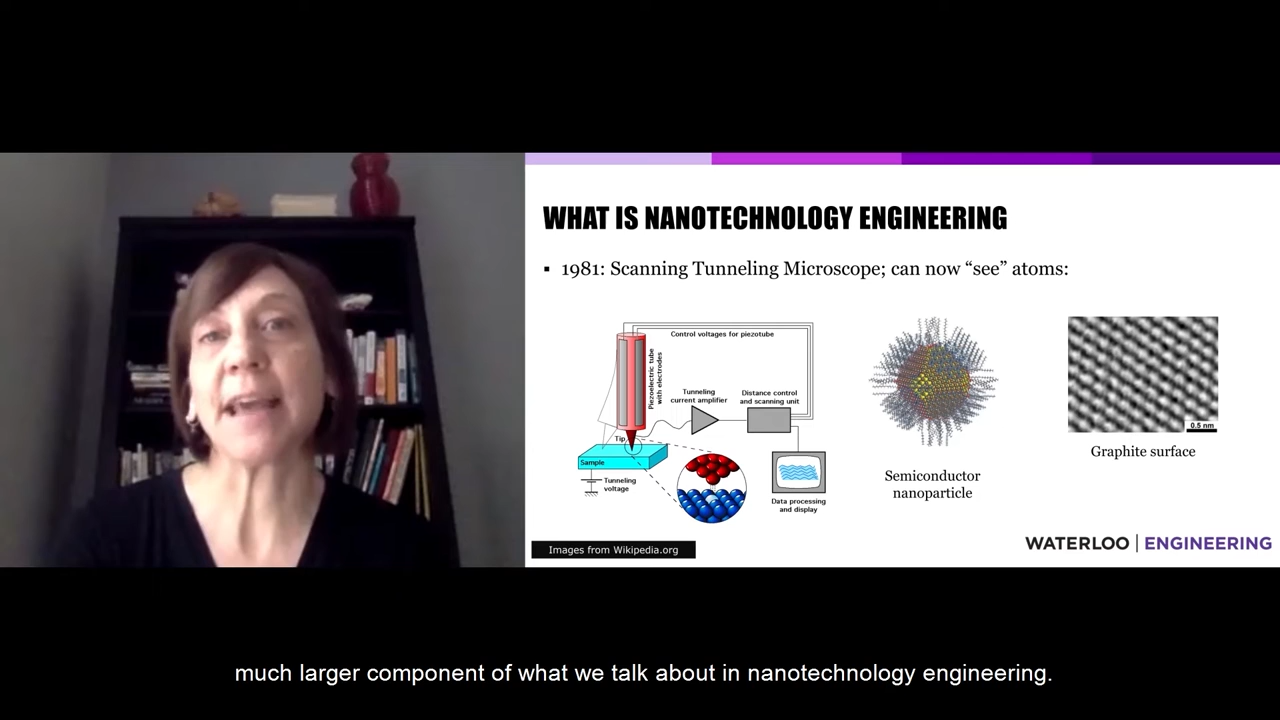 WHAT IS NANOTECHNOLOGY ENGINEERING
▪ 1981: Scanning Tunneling Microscope; can now “see” atoms:
Control voltages for piezotube
Piezoelectric tube
with electrodes
Tunneling
current amplifier
Distance control
and scanning unit
Tip
Sample
Tunneling
voltage
Data processing
and display
Semiconductor
nanoparticle
0.5 nm
Graphite surface
Images from Wikipedia.org
WATERLOO | ENGINEERING
much larger component of what we talk about in nanotechnology engineering.